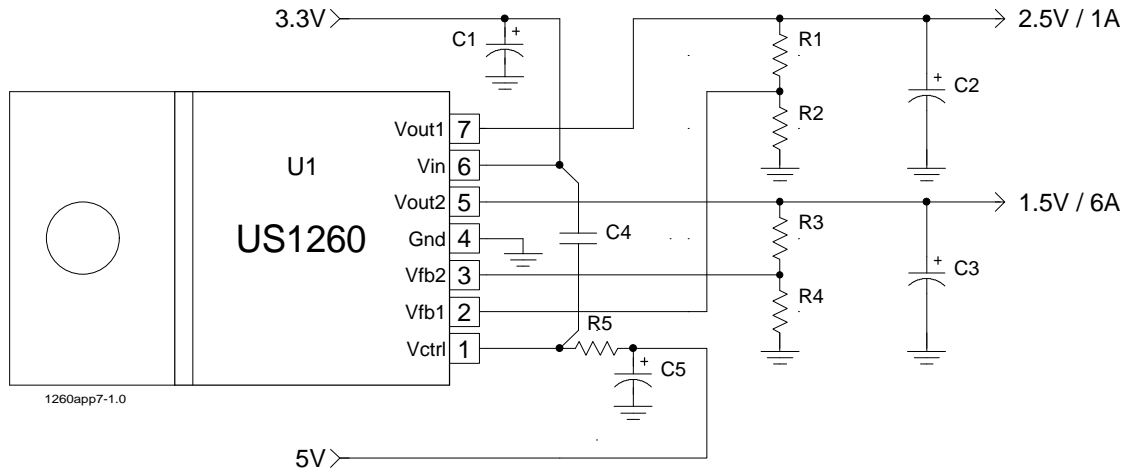 3.3V
C1
+
R1
2.5V / 1A
+
C2
R2
Vout1 7
U1
Vin 6
Vout2 5
1.5V / 6A
US1260
C4
R3
Gnd 4
+
C3
Vfb2 3
R4
Vfb1 2
R5
Vctrl 1
+
C5
1260app7-1.0
5V